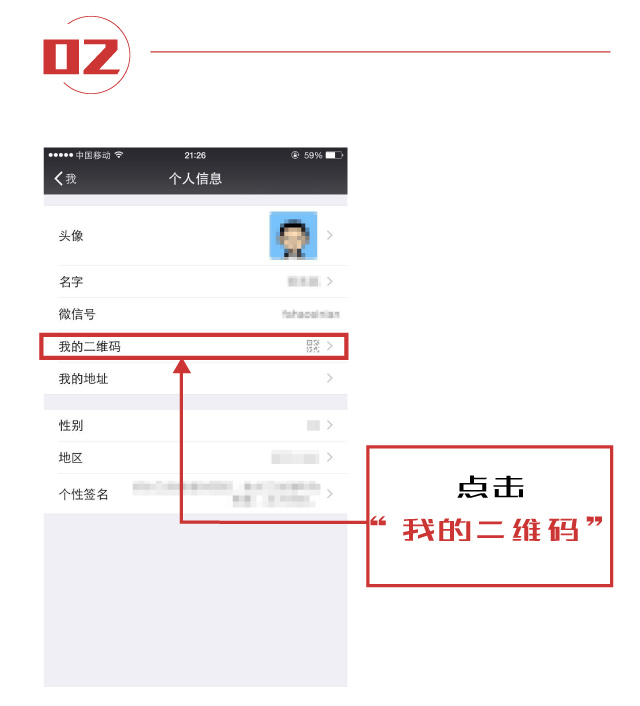 02
中国移动 21:26 59%
我 个人信息
头像
名字
微信号
我的二维码
我的地址
性别
地区
个性签名
点击
“我的二维码”